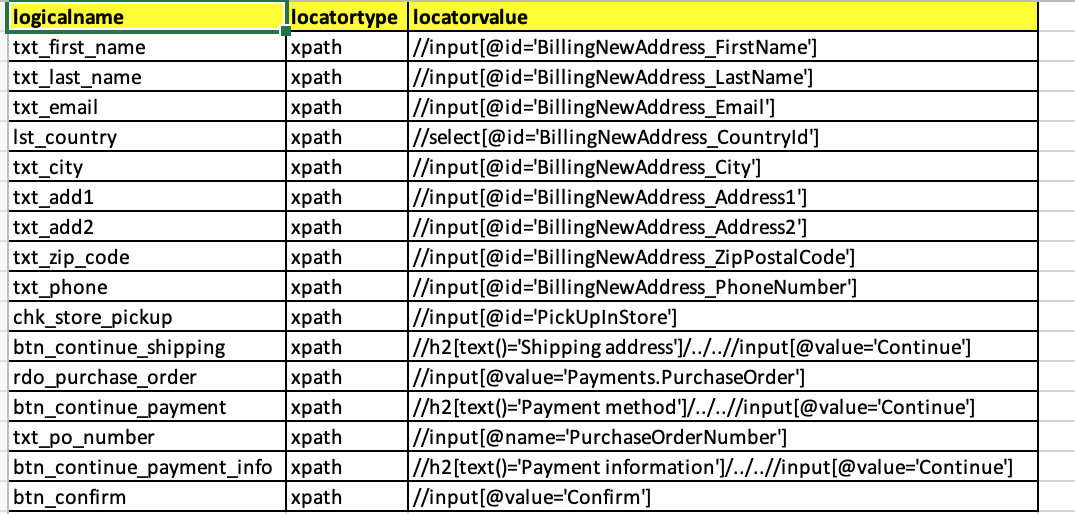 logicalname locatortype locatorvalue
txt_first_name xpath //input[@id='BillingNewAddress_FirstName']
txt_last_name xpath //input[@id='BillingNewAddress_LastName']
txt_email xpath //input[@id='BillingNewAddress_Email']
lst_country xpath //select[@id='BillingNewAddress_CountryId']
txt_city xpath //input[@id='BillingNewAddress_City']
txt_add1 xpath //input[@id='BillingNewAddress_Address1']
txt_add2 xpath //input[@id='BillingNewAddress_Address2']
txt_zip_code xpath //input[@id='BillingNewAddress_ZipPostalCode']
txt_phone xpath //input[@id='BillingNewAddress_PhoneNumber']
chk_store_pickup xpath //input[@id='PickUpInStore']
btn_continue_shipping xpath //h2[text()='Shipping address']/../..//input[@value='Continue']
rdo_purchase_order xpath //input[@value='Payments.PurchaseOrder']
btn_continue_payment xpath //h2[text()='Payment method']/../..//input[@value='Continue']
txt_po_number xpath //input[@name='PurchaseOrderNumber']
btn_continue_payment_info xpath //h2[text()='Payment information']/../..//input[@value='Continue']
btn_confirm xpath //input[@value='Confirm']